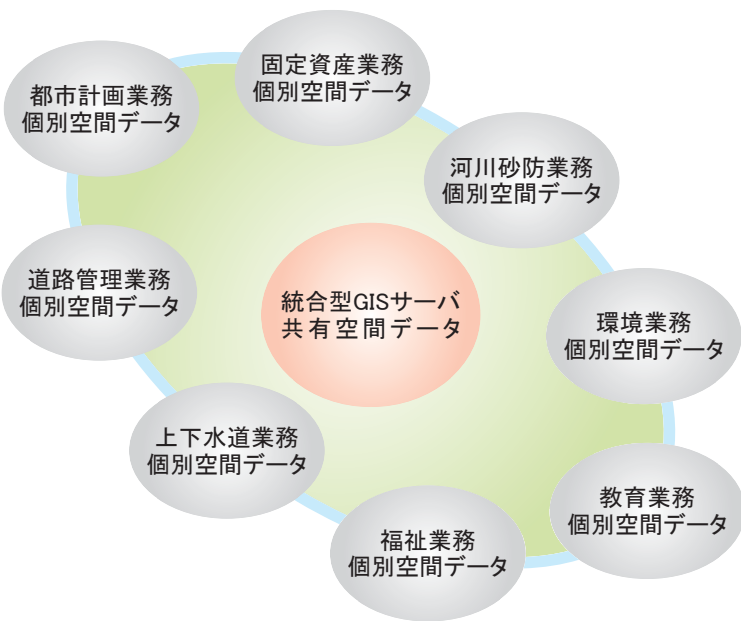 固定資産業務
個別空間データ
都市計画業務
個別空間データ
河川砂防業務
個別空間データ
道路管理業務
個別空間データ
統合型GISサーバ
共有空間データ
環境業務
個別空間データ
上下水道業務
個別空間データ
教育業務
個別空間データ
福祉業務
個別空間データ